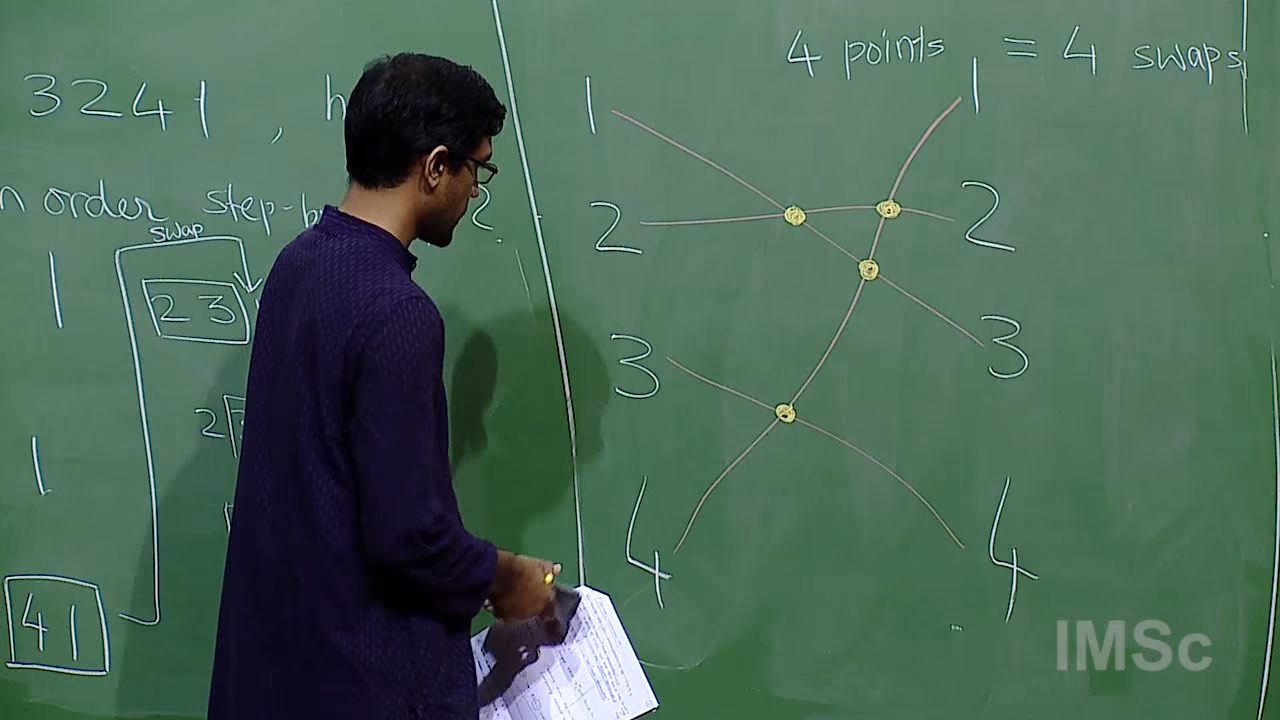 3241 , h
n order step-b 2.
swap
1 23
2
1
41
4 points = 4 swaps
1 1
2 2
3 3
4 4
IMSc